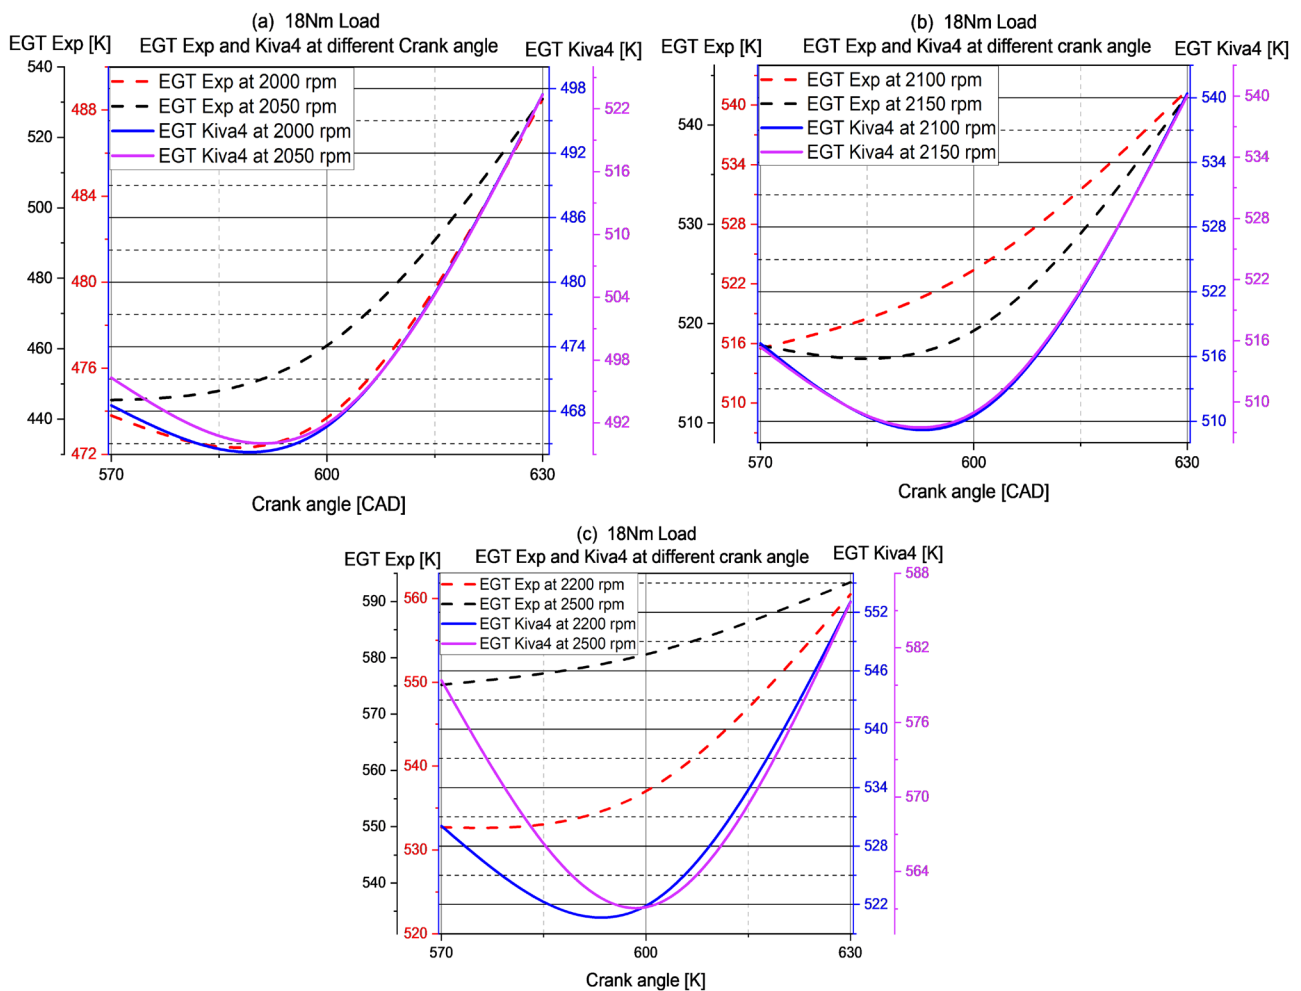 (a) 18Nm Load
EGT Exp [K] EGT Exp and Kiva4 at different Crank angle EGT Kiva4 [K]
EGT Exp at 2000 rpm
EGT Exp at 2050 rpm
EGT Kiva4 at 2000 rpm
EGT Kiva4 at 2050 rpm
540
520
500
480
460
440
488
484
480
476
472
498
492
486
480
474
468
522
516
510
504
498
492
570 600 630
Crank angle [CAD]
(b) 18Nm Load
EGT Exp [K] EGT Exp and Kiva4 at different crank angle EGT Kiva4 [K]
EGT Exp at 2100 rpm
EGT Exp at 2150 rpm
EGT Kiva4 at 2100 rpm
EGT Kiva4 at 2150 rpm
540
530
520
510
540
534
528
522
516
510
540
534
528
522
516
510
540
534
528
522
516
510
570 600 630
Crank angle [CAD]
(c) 18Nm Load
EGT Exp [K] EGT Exp and Kiva4 at different crank angle EGT Kiva4 [K]
EGT Exp at 2200 rpm
EGT Exp at 2500 rpm
EGT Kiva4 at 2200 rpm
EGT Kiva4 at 2500 rpm
590
580
570
560
550
540
560
550
540
530
520
552
546
540
534
528
522
588
582
576
570
564
570 600 630
Crank angle [K]